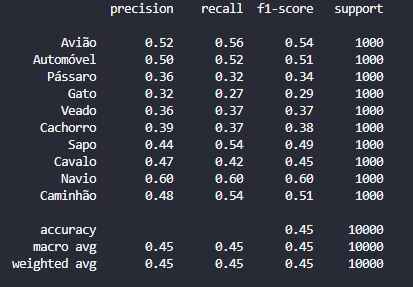 precision recall f1-score support
Avião 0.52 0.56 0.54 1000
Automóvel 0.50 0.52 0.51 1000
Pássaro 0.36 0.32 0.34 1000
Gato 0.32 0.27 0.29 1000
Veado 0.36 0.37 0.37 1000
Cachorro 0.39 0.37 0.38 1000
Sapo 0.44 0.54 0.49 1000
Cavalo 0.47 0.42 0.45 1000
Navio 0.60 0.60 0.60 1000
Caminhão 0.48 0.54 0.51 1000
accuracy 0.45 10000
macro avg 0.45 0.45 0.45 10000
weighted avg 0.45 0.45 0.45 10000